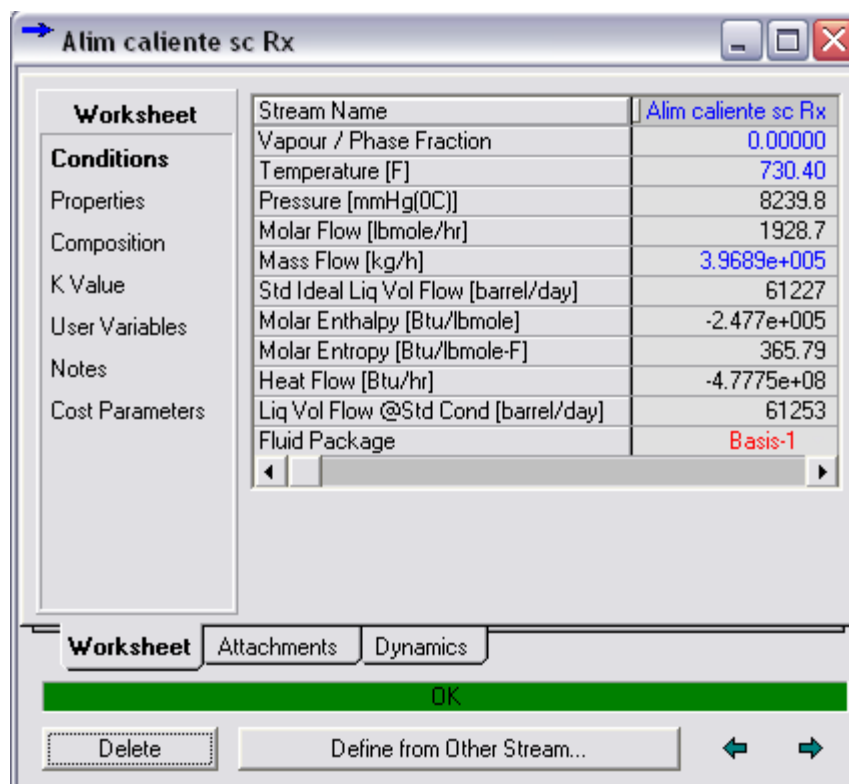 Alim caliente sc Rx
Worksheet
Conditions
Properties
Composition
K Value
User Variables
Notes
Cost Parameters
Stream Name Alim caliente sc Rx
Vapour / Phase Fraction 0.00000
Temperature [F] 730.40
Pressure [mmHg(0C)] 8239.8
Molar Flow [lbmole/hr] 1928.7
Mass Flow [kg/h] 3.9689e+005
Std Ideal Liq Vol Flow [barrel/day] 61227
Molar Enthalpy [Btu/lbmole] -2.477e+005
Molar Entropy [Btu/lbmole-F] 365.79
Heat Flow [Btu/hr] -4.7775e+08
Liq Vol Flow @Std Cond [barrel/day] 61253
Fluid Package Basis-1
Worksheet Attachments Dynamics
OK
Delete Define from Other Stream...